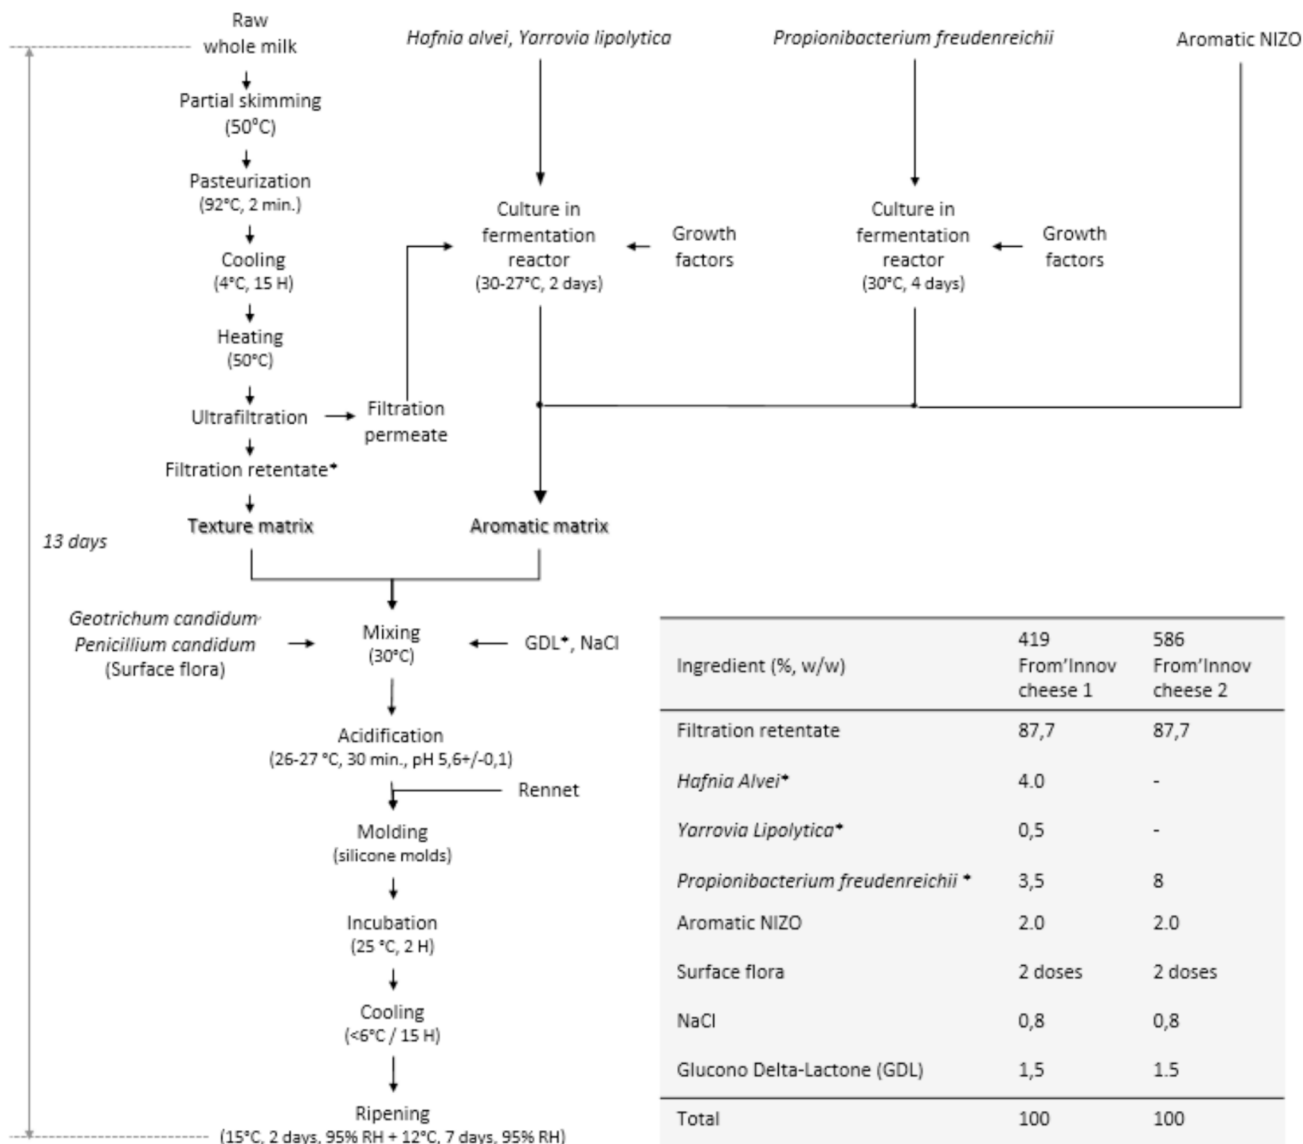 Raw
whole milk
Hafnia alvei, Yarrovia lipolytica
Propionibacterium freudenreichii
Aromatic NIZO
Partial skimming
(50°C)
Pasteurization
(92°C, 2 min.)
Cooling
(4°C, 15 H)
Heating
(50°C)
Ultrafiltration
Filtration
permeate
Filtration retentate*
Texture matrix
Culture in
fermentation
reactor
(30-27°C, 2 days)
Growth
factors
Culture in
fermentation
reactor
(30°C, 4 days)
Growth
factors
Aromatic matrix
13 days
Geotrichum candidum,
Penicillium candidum
(Surface flora)
Mixing
(30°C)
GDL*, NaCl
Acidification
(26-27 °C, 30 min., pH 5,6+/-0,1)
Rennet
Molding
(silicone molds)
Incubation
(25 °C, 2 H)
Cooling
(<6°C / 15 H)
Ripening
(15°C, 2 days, 95% RH + 12°C, 7 days, 95% RH)
Ingredient (%, w/w) 419 From'Innov cheese 1 586 From'Innov cheese 2
Filtration retentate 87,7 87,7
Hafnia Alvei* 4.0 -
Yarrovia Lipolytica* 0,5 -
Propionibacterium freudenreichii * 3,5 8
Aromatic NIZO 2.0 2.0
Surface flora 2 doses 2 doses
NaCl 0,8 0,8
Glucono Delta-Lactone (GDL) 1,5 1.5
Total 100 100